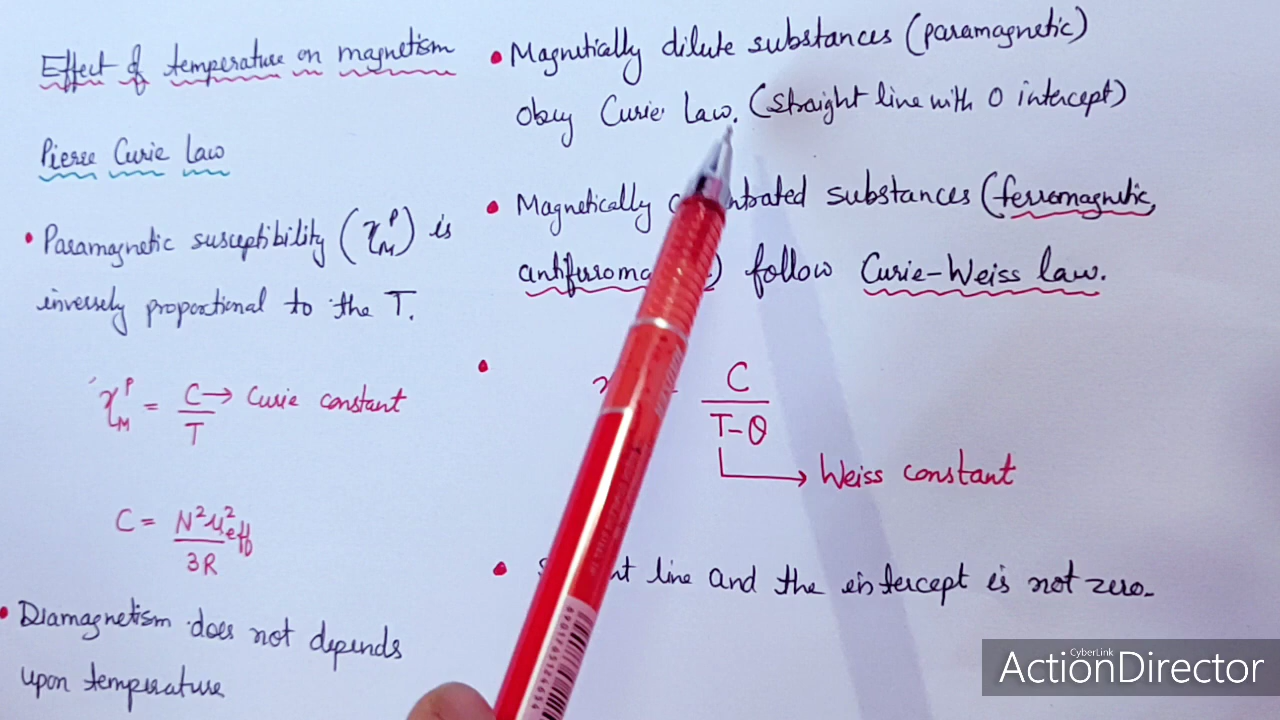 Effect of temperature on magnetism
Pierre Curie Law
• Paramagnetic susceptibility (χ_M^P) is
inversely proportional to the T.
χ_M^P = C/T → Curie constant
C = N²μ²eff / 3R
• Diamagnetism does not depends
upon temperature
• Magnetically dilute substances (paramagnetic)
obey Curie Law. (straight line with 0 intercept)
• Magnetically substances (ferromagnetic,
follow Curie-Weiss law.
• C / T-θ
→ Weiss constant
• line and the intercept is not zero.
CyberLink
ActionDirector